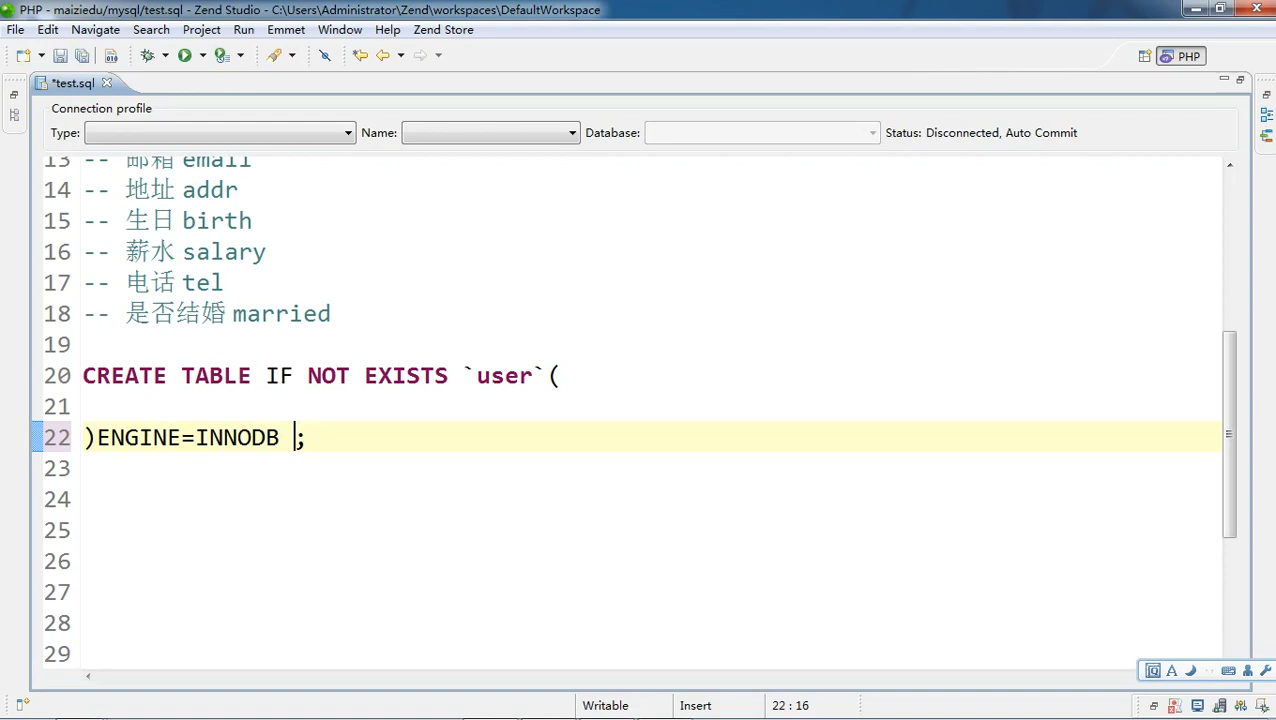 PHP - maiziedu/mysql/test.sql - Zend Studio - C:\Users\Administrator\Zend\workspaces\DefaultWorkspace
File Edit Navigate Search Project Run Emmet Window Help Zend Store
PHP
*test.sql
Connection profile
Type: Name: Database: Status: Disconnected, Auto Commit
13 -- 邮箱 email
14 -- 地址 addr
15 -- 生日 birth
16 -- 薪水 salary
17 -- 电话 tel
18 -- 是否结婚 married
19
20 CREATE TABLE IF NOT EXISTS `user`(
21
22 )ENGINE=INNODB ;
23
24
25
26
27
28
29
Writable Insert 22 : 16